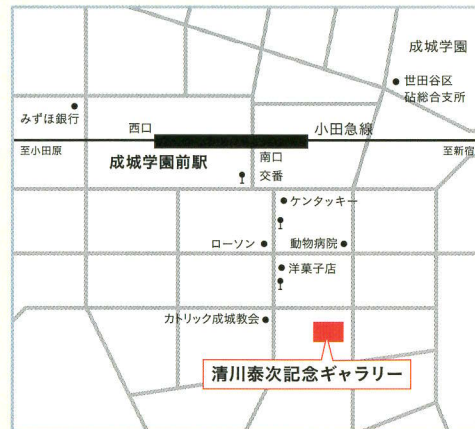 成城学園
世田谷区
砧総合支所
みずほ銀行
西口
小田急線
至小田原
成城学園前駅
南口
至新宿
交番
ケンタッキー
ローソン
動物病院
洋菓子店
カトリック成城教会
清川泰次記念ギャラリー